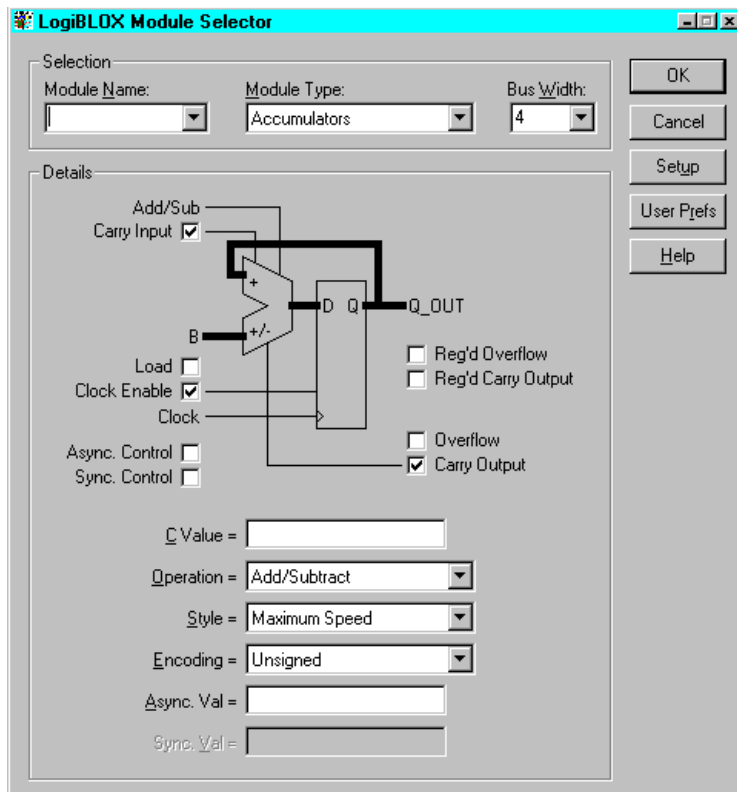 LogiBLOX Module Selector
Selection
Module Name: Module Type: Bus Width:
Accumulators 4
OK
Cancel
Setup
User Prefs
Help
Details
Add/Sub
Carry Input
+
D Q Q_OUT
B +/-
Load
Clock Enable
Clock
Async. Control
Sync. Control
Reg'd Overflow
Reg'd Carry Output
Overflow
Carry Output
C Value =
Operation = Add/Subtract
Style = Maximum Speed
Encoding = Unsigned
Async. Val =
Sync. Val =